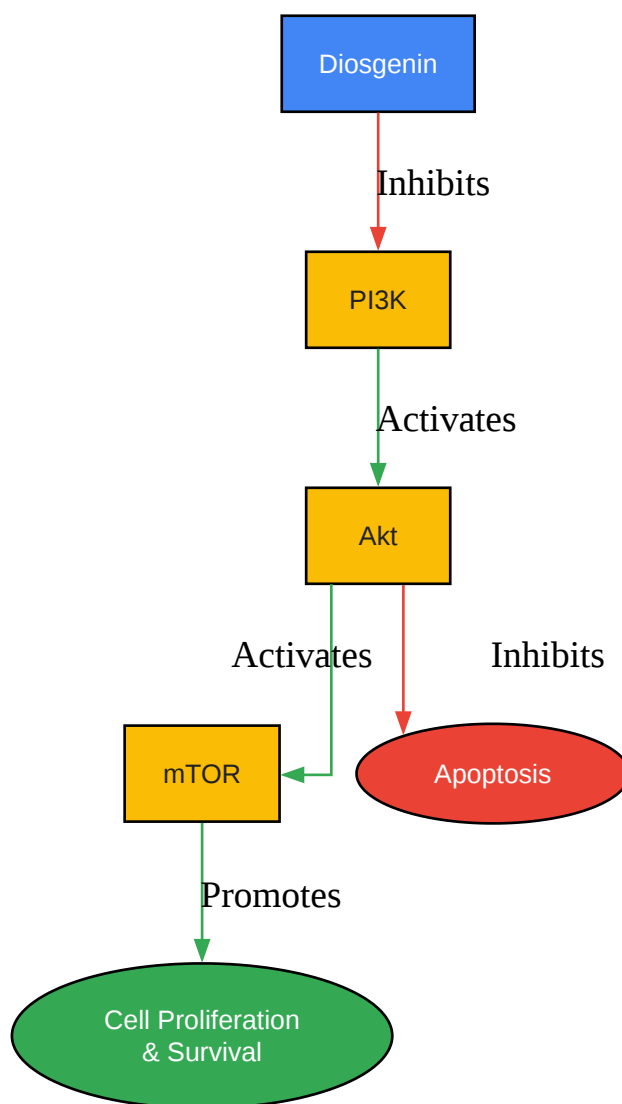 Diosgenin
Inhibits
PI3K
Activates
Akt
Activates
Inhibits
mTOR
Apoptosis
Promotes
Cell Proliferation
& Survival